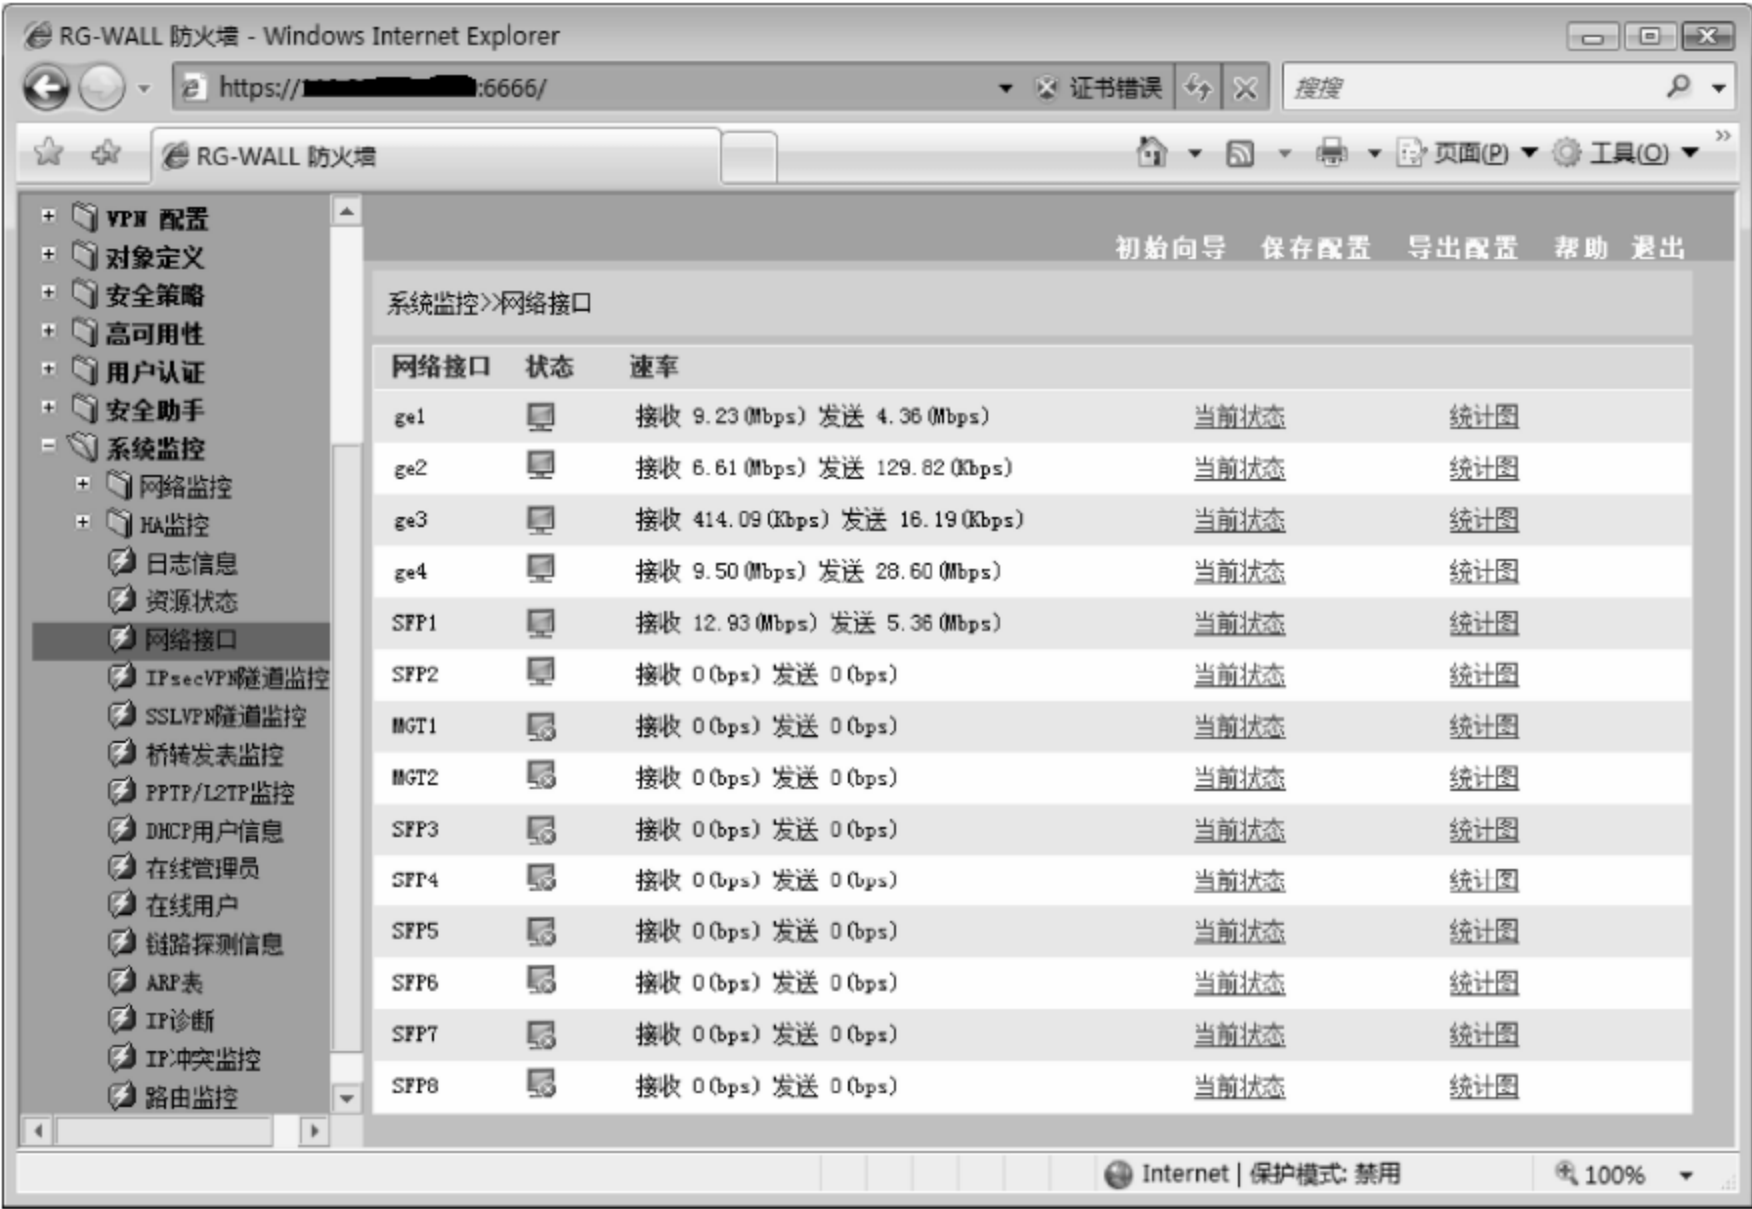 RG-WALL 防火墙 - Windows Internet Explorer
https:// :6666/
证书错误
搜搜
RG-WALL 防火墙
页面(P)
工具(O)
VPN 配置
对象定义
安全策略
高可用性
用户认证
安全助手
系统监控
网络监控
HA监控
日志信息
资源状态
网络接口
IPsecVPN隧道监控
SSLVPN隧道监控
桥转发表监控
PPTP/L2TP监控
DHCP用户信息
在线管理员
在线用户
链路探测信息
ARP表
IP诊断
IP冲突监控
路由监控
初始向导 保存配置 导出配置 帮助 退出
系统监控>>网络接口
网络接口 状态 速率
ge1 接收 9.23(Mbps) 发送 4.36(Mbps) 当前状态 统计图
ge2 接收 6.61(Mbps) 发送 129.82(Kbps) 当前状态 统计图
ge3 接收 414.09(Kbps) 发送 16.19(Kbps) 当前状态 统计图
ge4 接收 9.50(Mbps) 发送 28.60(Mbps) 当前状态 统计图
SFP1 接收 12.93(Mbps) 发送 5.36(Mbps) 当前状态 统计图
SFP2 接收 0(bps) 发送 0(bps) 当前状态 统计图
MGT1 接收 0(bps) 发送 0(bps) 当前状态 统计图
MGT2 接收 0(bps) 发送 0(bps) 当前状态 统计图
SFP3 接收 0(bps) 发送 0(bps) 当前状态 统计图
SFP4 接收 0(bps) 发送 0(bps) 当前状态 统计图
SFP5 接收 0(bps) 发送 0(bps) 当前状态 统计图
SFP6 接收 0(bps) 发送 0(bps) 当前状态 统计图
SFP7 接收 0(bps) 发送 0(bps) 当前状态 统计图
SFP8 接收 0(bps) 发送 0(bps) 当前状态 统计图
Internet | 保护模式: 禁用
100%